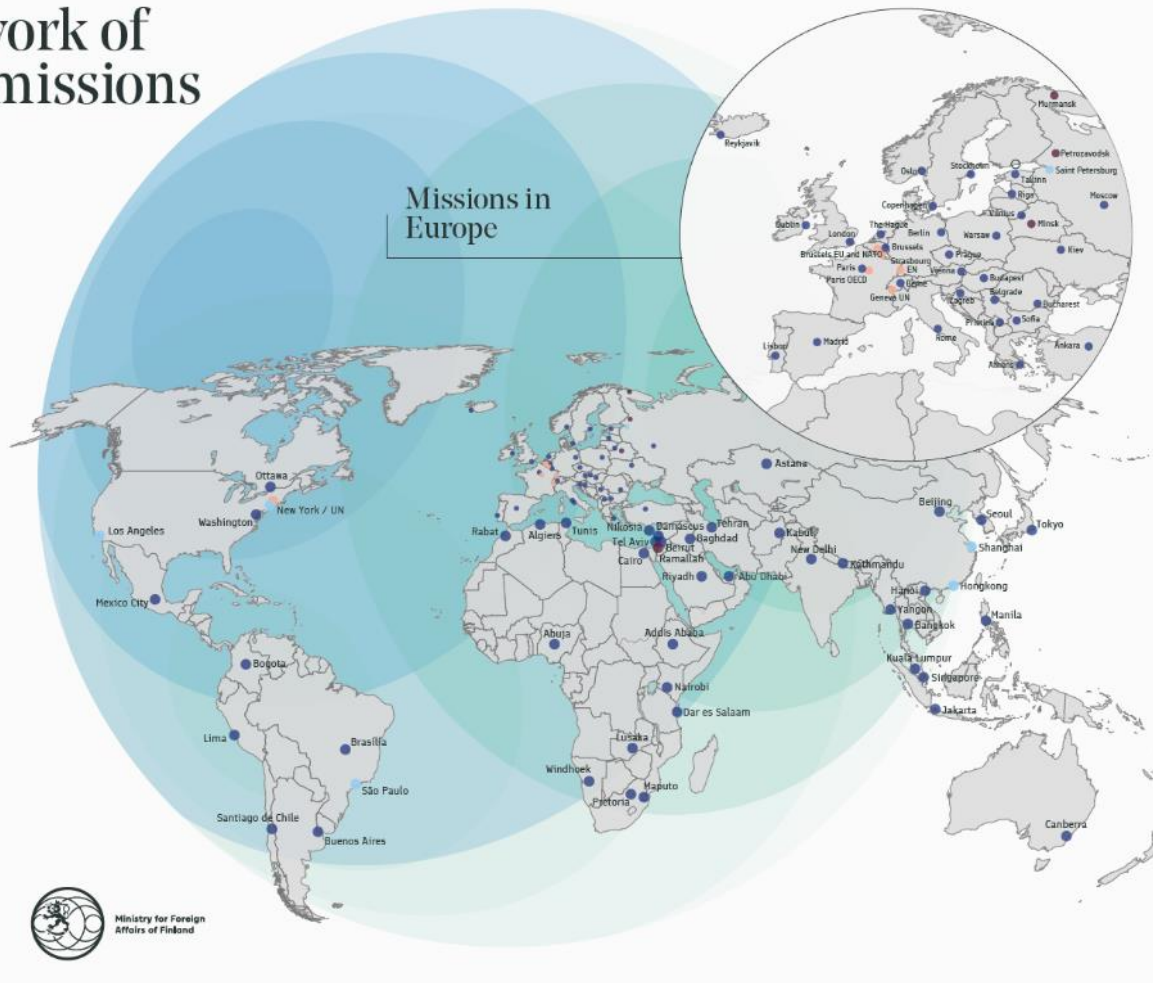 work of
missions
Missions in
Europe
Reykjavik
Murmansk
Petrozavodsk
Saint Petersburg
Oslo
Stockholm
Tallinn
Riga
Moscow
Copenhagen
Vilnius
Minsk
Dublin
London
The Hague
Berlin
Warsaw
Kiev
Brussels
Brussels EU and NATO
Prague
Paris
Paris OECD
Strasbourg
EN
Vienna
Budapest
Geneva UN
Zagreb
Belgrade
Bucharest
Pristina
Sofia
Lisbon
Madrid
Rome
Ankara
Athens
Ottawa
New York / UN
Washington
Los Angeles
Mexico City
Bogota
Lima
Brasília
São Paulo
Santiago de Chile
Buenos Aires
Rabat
Algiers
Tunis
Nikosia
Damascus
Tehran
Tel Aviv
Beirut
Baghdad
Cairo
Ramallah
Riyadh
Abu Dhabi
Astana
Kabul
New Delhi
Kathmandu
Beijing
Seoul
Tokyo
Shanghai
Hongkong
Hanoi
Yangon
Bangkok
Manila
Kuala Lumpur
Singapore
Jakarta
Abuja
Addis Ababa
Nairobi
Dar es Salaam
Lusaka
Windhoek
Maputo
Canberra
Ministry for Foreign
Affairs of Finland